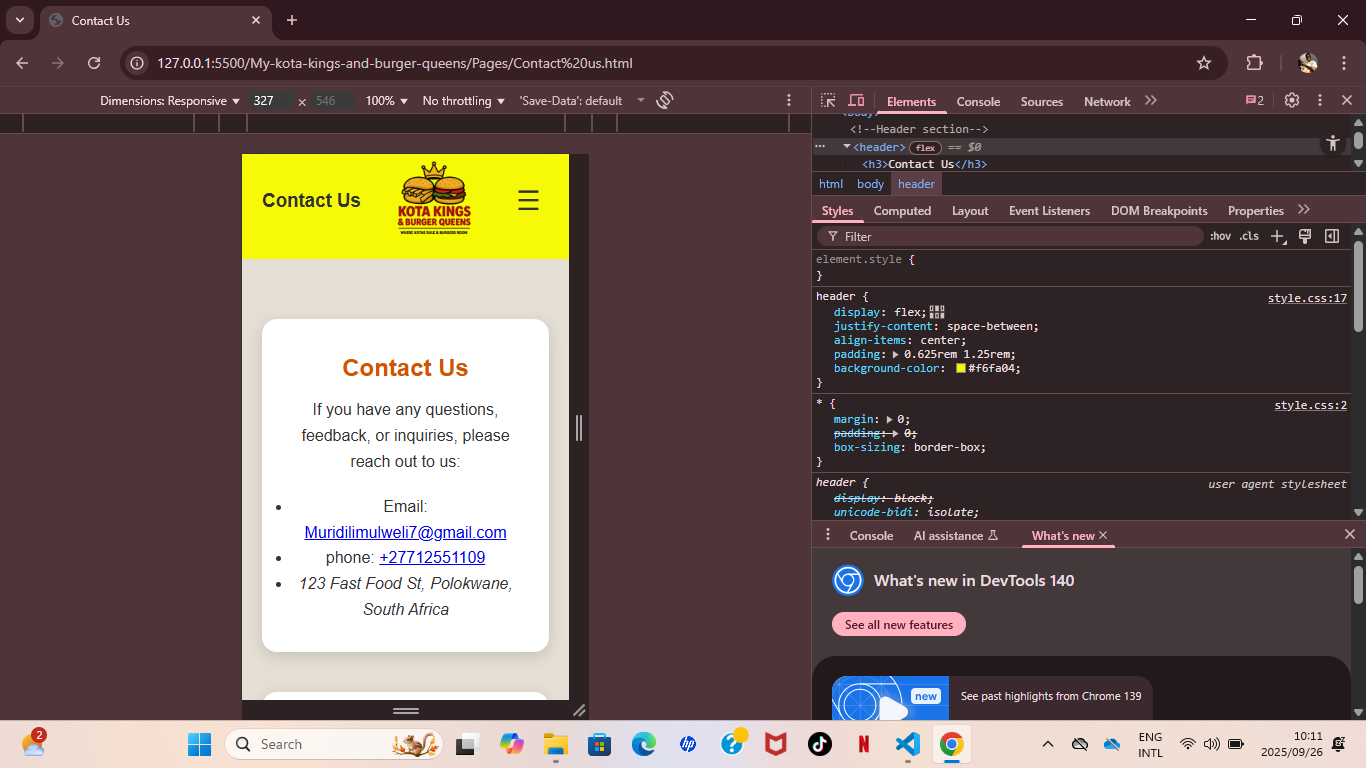 Contact Us
127.0.0.1:5500/My-kota-kings-and-burger-queens/Pages/Contact%20us.html
Dimensions: Responsive 327 × 546 100% No throttling 'Save-Data': default
Elements Console Sources Network 2
<!--Header section-->
<header> flex == $0
<h3>Contact Us</h3>
html body header
Styles Computed Layout Event Listeners DOM Breakpoints Properties
Filter :hov .cls
element.style {
}
header { style.css:17
display: flex;
justify-content: space-between;
align-items: center;
padding: 0.625rem 1.25rem;
background-color: #f6fa04;
}
* { style.css:2
margin: 0;
padding: 0;
box-sizing: border-box;
}
header { user agent stylesheet
display: block;
unicode-bidi: isolate;
Console AI assistance What's new
What's new in DevTools 140
See all new features
new
See past highlights from Chrome 139
Contact Us
KOTA KINGS
& BURGER QUEENS
Contact Us
If you have any questions,
feedback, or inquiries, please
reach out to us:
Email:
Muridilimulweli7@gmail.com
phone: +27712551109
123 Fast Food St, Polokwane,
South Africa
2
Search
hp
ENG
INTL
10:11
2025/09/26